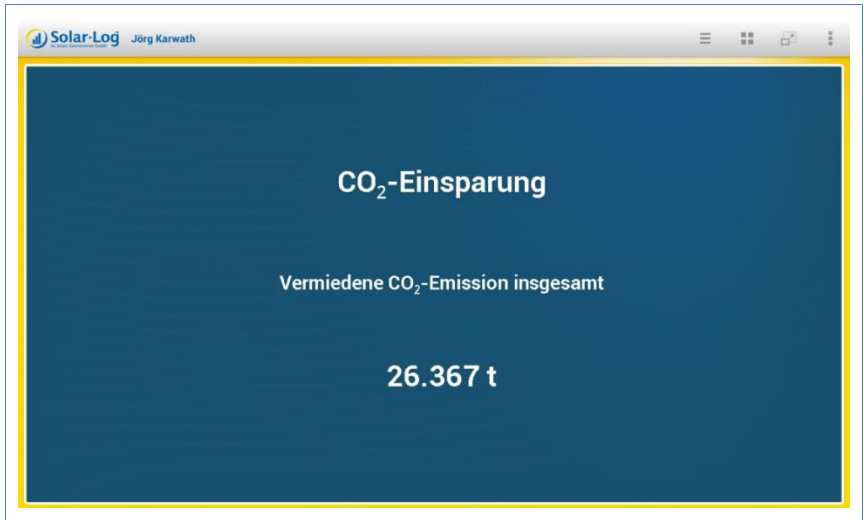 Solar-Log Jörg Karwath
CO₂-Einsparung
Vermiedene CO₂-Emission insgesamt
26.367 t